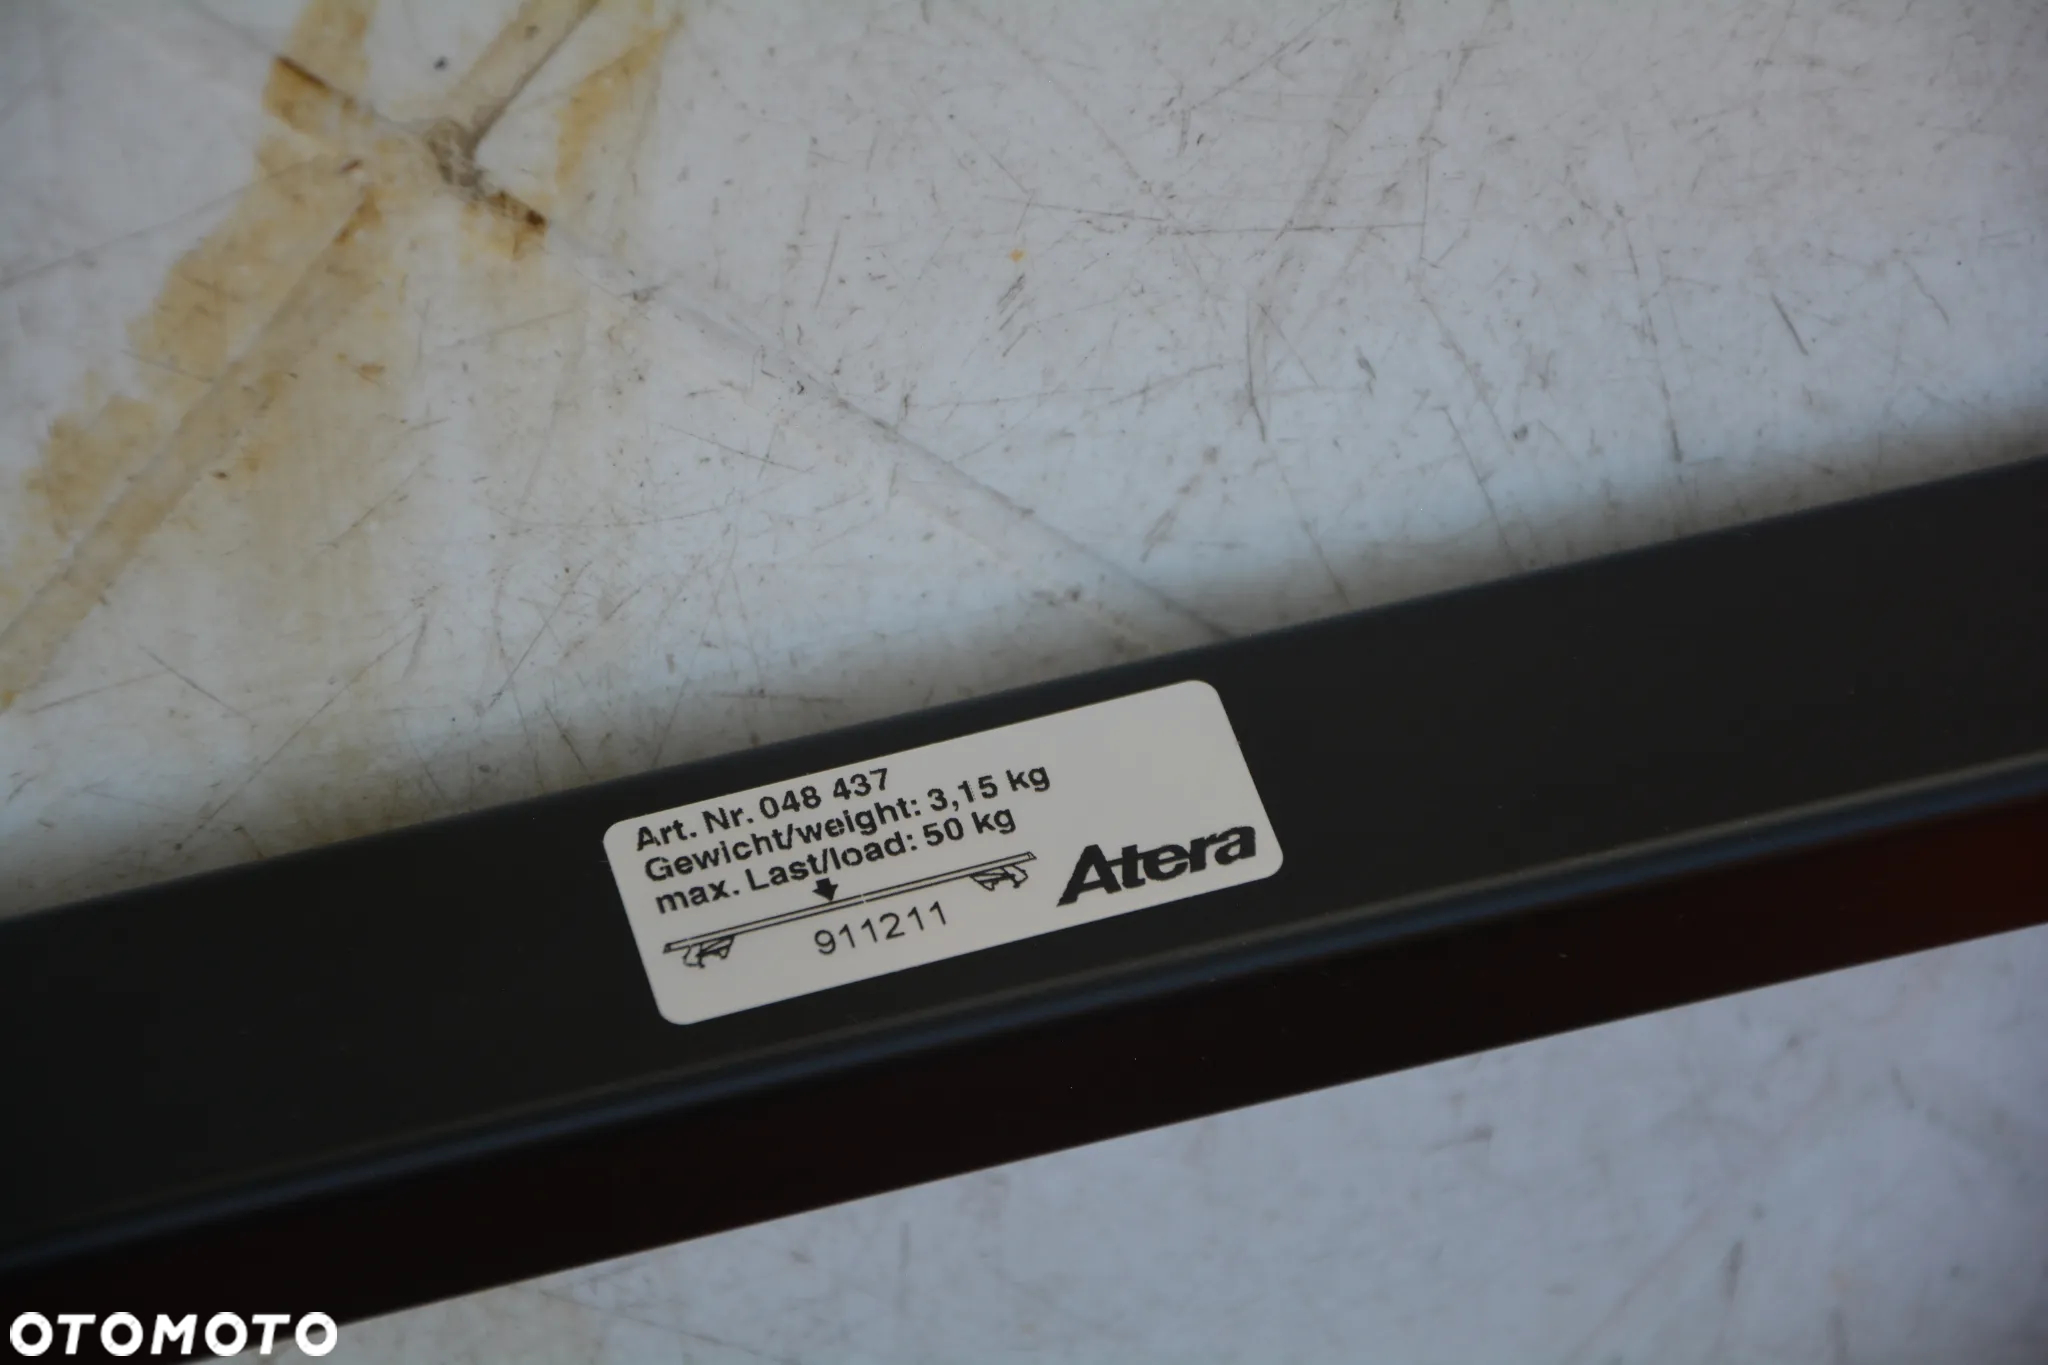 Art. Nr. 048 437
Gewicht/weight: 3,15 kg
max. Last/load: 50 kg
911211
Atera
OTOMOTO